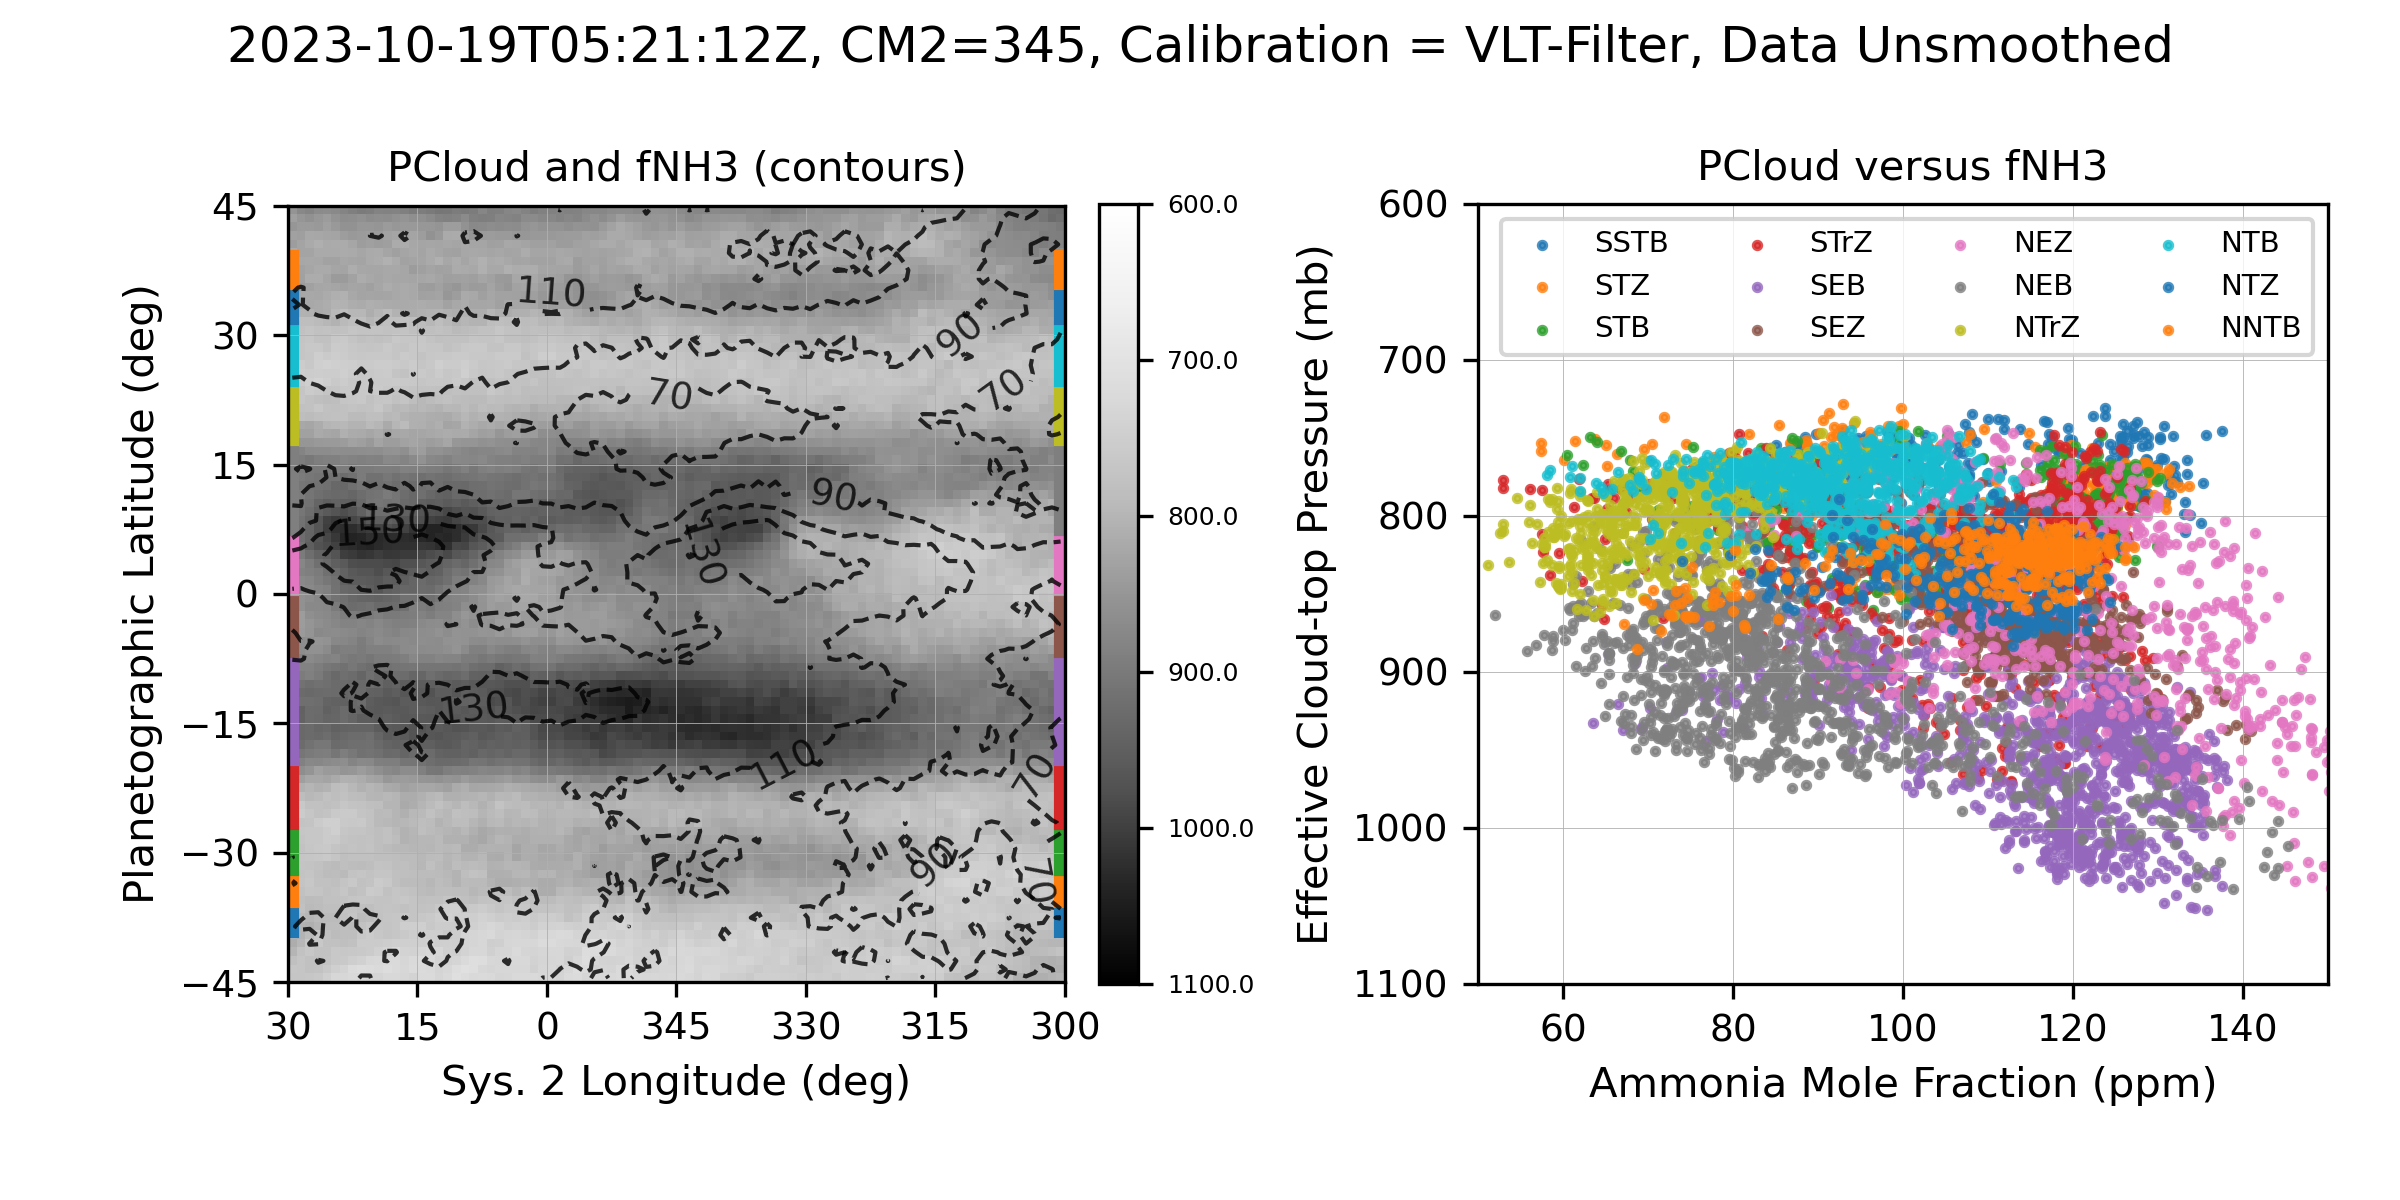 2023-10-19T05:21:12Z, CM2=345, Calibration = VLT-Filter, Data Unsmoothed
PCloud and fNH3 (contours)
Planetographic Latitude (deg)
45
30
15
0
−15
−30
−45
110
90
70
70
90
130
150
130
130
110
70
90
70
30
15
0
345
330
315
300
Sys. 2 Longitude (deg)
600.0
700.0
800.0
900.0
1000.0
1100.0
PCloud versus fNH3
Effective Cloud-top Pressure (mb)
600
700
800
900
1000
1100
SSTB
STZ
STB
STrZ
SEB
SEZ
NEZ
NEB
NTrZ
NTB
NTZ
NNTB
60
80
100
120
140
Ammonia Mole Fraction (ppm)